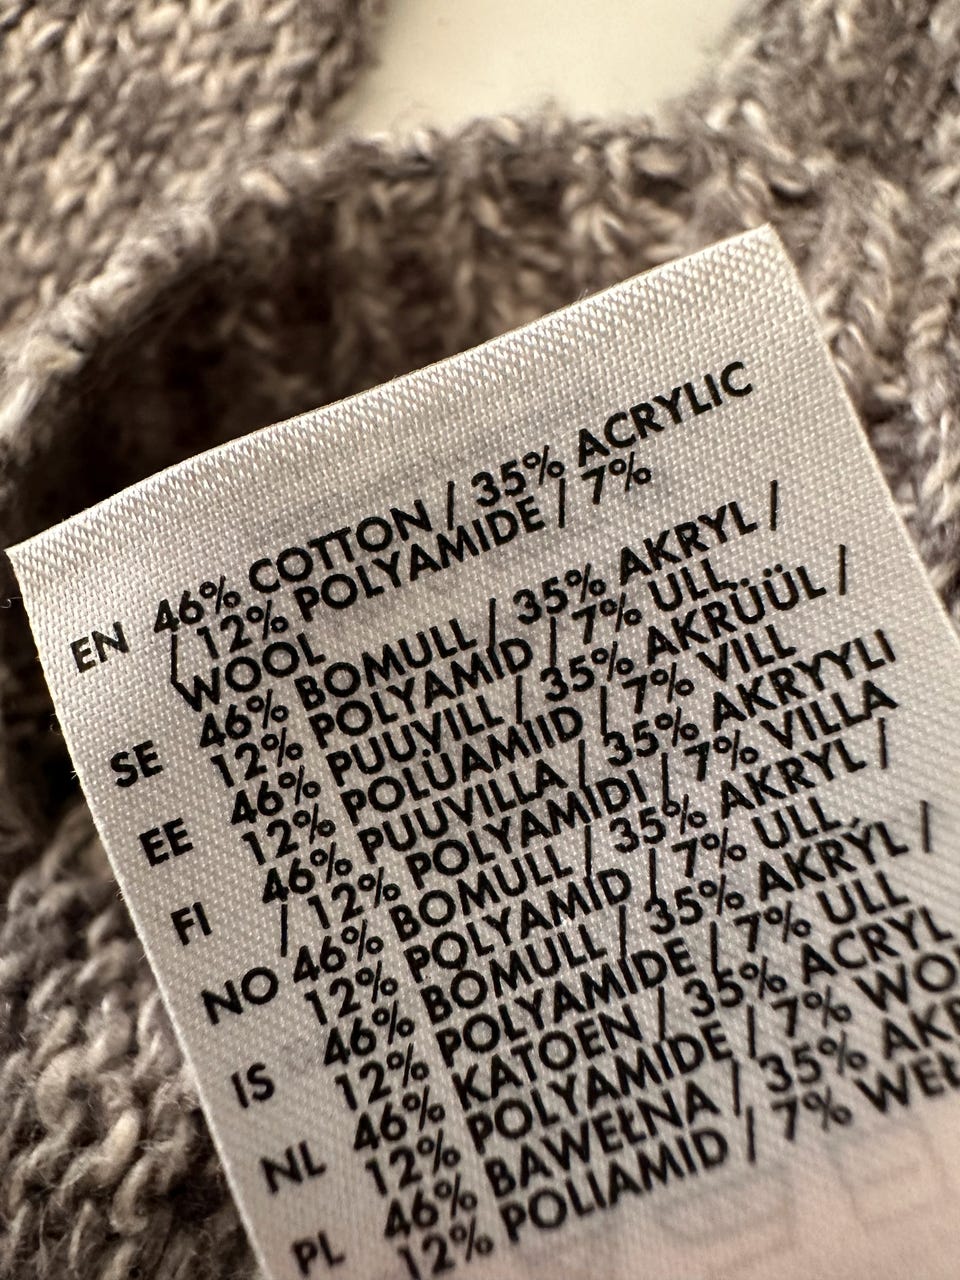 EN 46% COTTON / 35% ACRYLIC
/ 12% POLYAMIDE / 7%
WOOL
SE 46% BOMULL / 35% AKRYL /
12% POLYAMID / 7% ULL
EE 46% PUUVILL / 35% AKRÜÜL /
12% POLÜAMIID / 7% VILL
FI 46% PUUVILLA / 35% AKRYYLI
/ 12% POLYAMIDI / 7% VILLA
NO 46% BOMULL / 35% AKRYL /
12% POLYAMID / 7% ULL
IS 46% BOMULL / 35% AKRÝL /
12% POLYAMIDE / 7% ULL
NL 46% KATOEN / 35% ACRYL
12% POLYAMIDE / 7%
PL 46% BAWEŁNA / 35%
12% POLIAMID / 7%